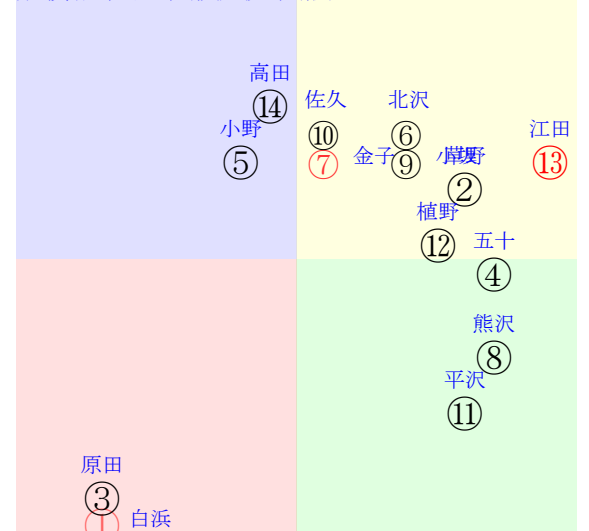 高田
⑭
佐久
北沢
小野
⑩
⑥
江田
⑤
⑦
金子
⑨
⑬
②
植野
⑫
五十
④
熊沢
⑧
平沢
⑪
原田
③
①
白浜